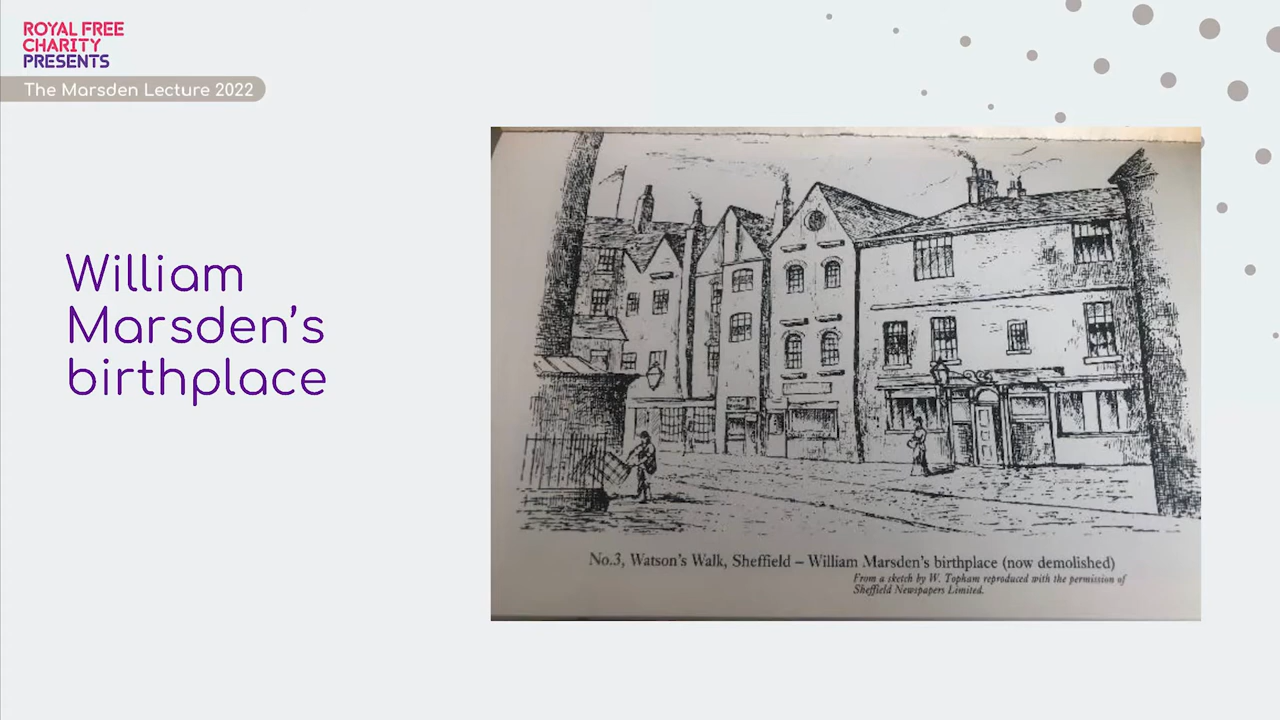 ROYAL FREE
CHARITY
PRESENTS
The Marsden Lecture 2022
William
Marsden's
birthplace
No.3, Watson's Walk, Sheffield – William Marsden's birthplace (now demolished)
From a sketch by W. Topham reproduced with the permission of
Sheffield Newspapers Limited.